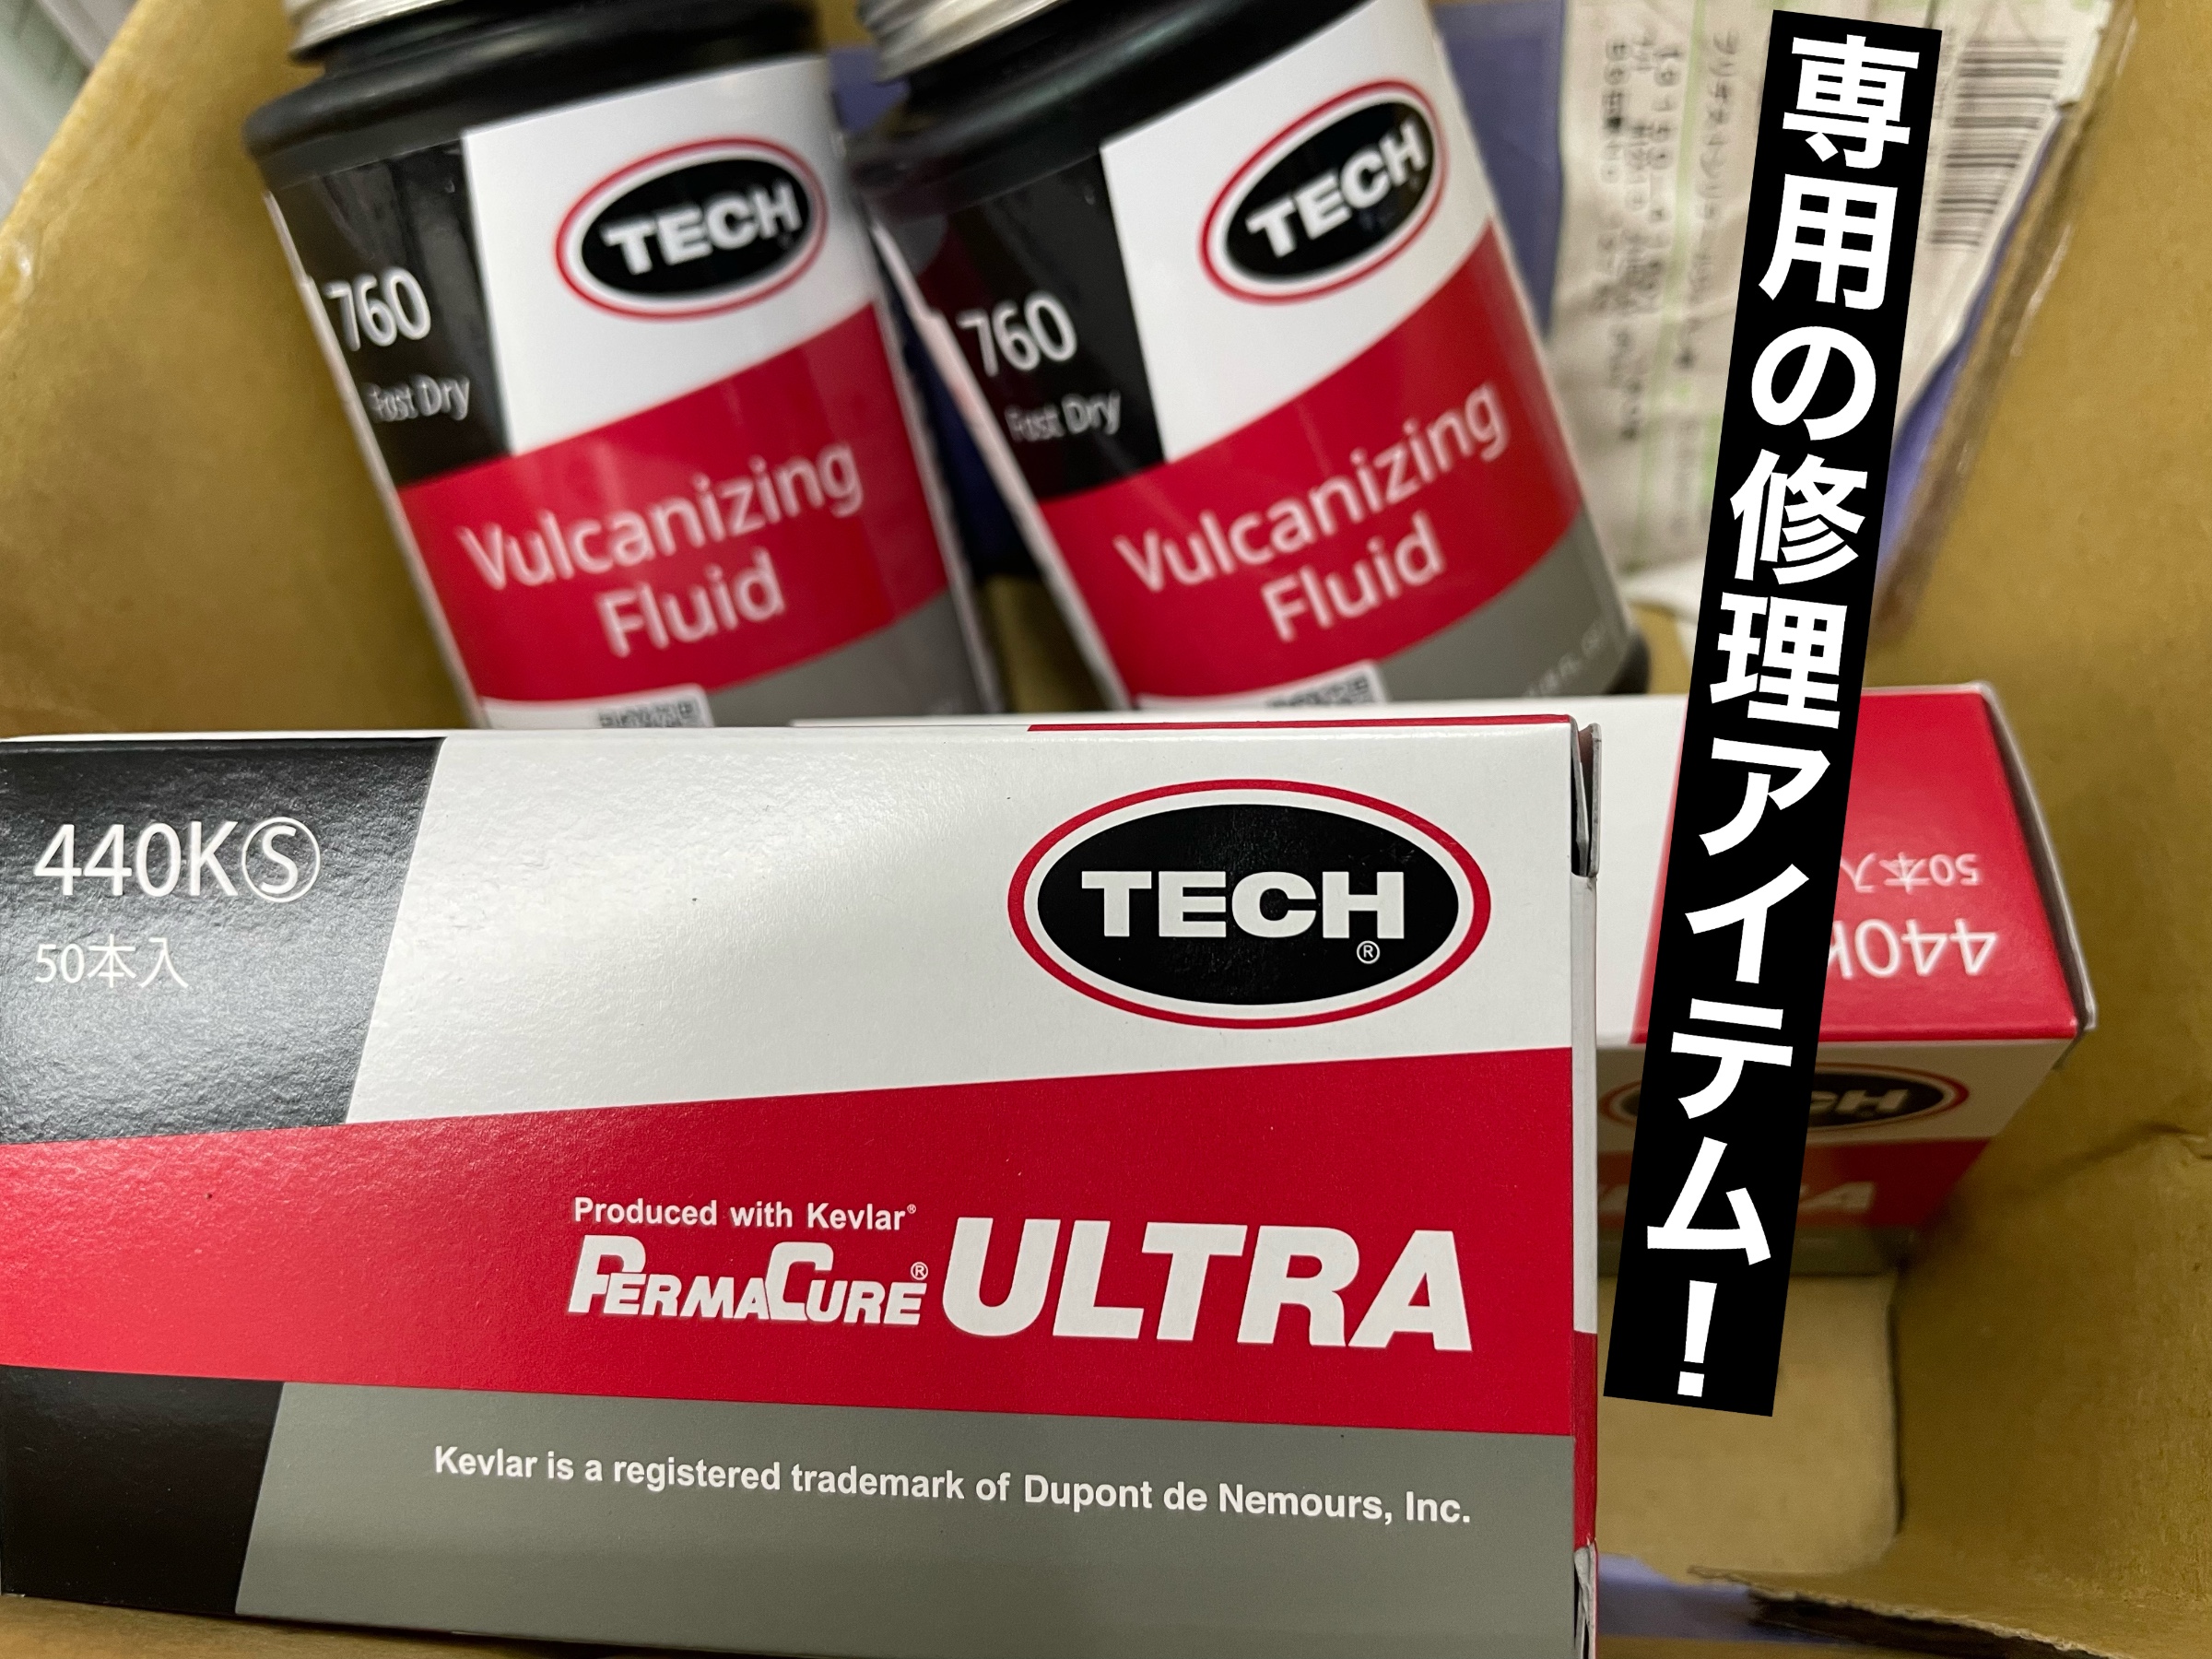 TECH
760
Fast Dry
Vulcanizing
Fluid
TECH
760
Fast Dry
Vulcanizing
Fluid
専用の修理アイテム!
440KⓈ
50本入
TECH®
Produced with Kevlar®
PERMACURE® ULTRA
Kevlar is a registered trademark of Dupont de Nemours, Inc.
50本入
440K